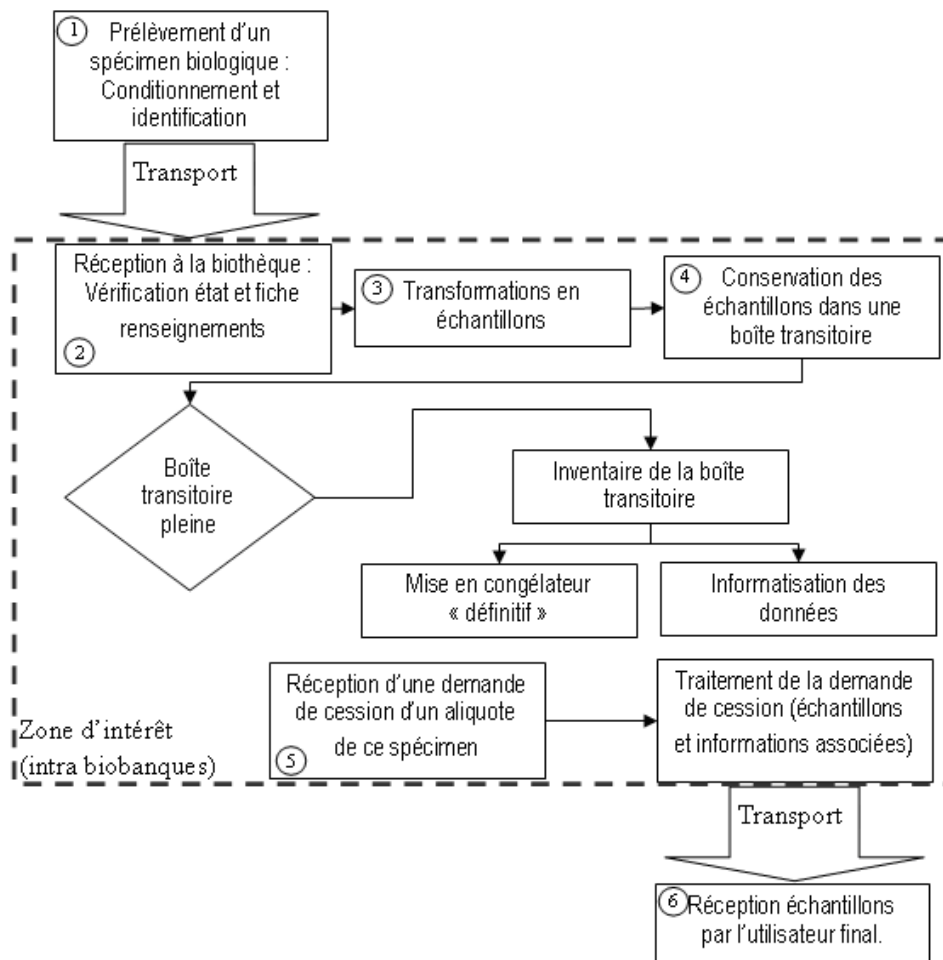 1 Prélèvement d'un
spécimen biologique :
Conditionnement et
identification
Transport
Réception à la biothèque :
Vérification état et fiche
renseignements
2
3 Transformations en
échantillons
4 Conservation des
échantillons dans une
boîte transitoire
Boîte
transitoire
pleine
Inventaire de la boîte
transitoire
Mise en congélateur
« définitif »
Informatisation des
données
Réception d'une demande
de cession d'un aliquote
de ce spécimen
5
Traitement de la demande
de cession (échantillons
et informations associées)
Zone d'intérêt
(intra biobanques)
Transport
6 Réception échantillons
par l'utilisateur final.